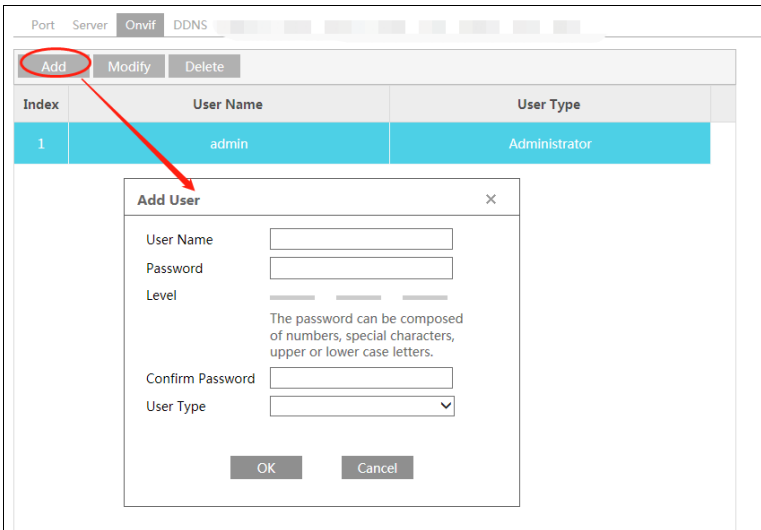 Port Server Onvif DDNS
Add Modify Delete
Index User Name User Type
1 admin Administrator
Add User ×
User Name
Password
Level
The password can be composed
of numbers, special characters,
upper or lower case letters.
Confirm Password
User Type
OK Cancel